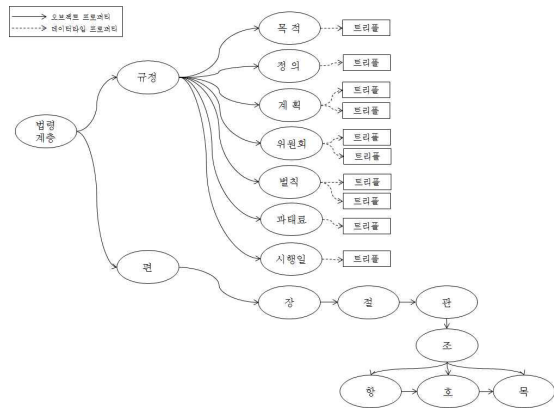 오브젝트 프로퍼티
데이터타입 프로퍼티
법령
계층
규정
편
목 적
트리플
정 의
트리플
계 획
트리플
트리플
위원회
트리플
트리플
벌칙
트리플
트리플
과태료
트리플
시행일
트리플
장
절
관
조
항
호
목